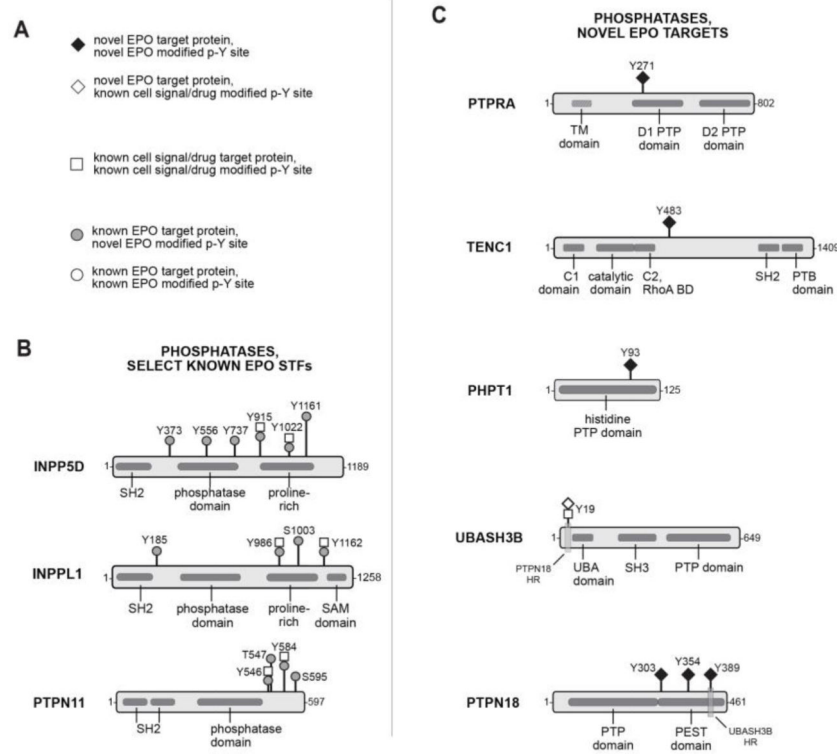 A
novel EPO target protein,
novel EPO modified p-Y site
novel EPO target protein,
known cell signal/drug modified p-Y site
known cell signal/drug target protein,
known cell signal/drug modified p-Y site
known EPO target protein,
novel EPO modified p-Y site
known EPO target protein,
known EPO modified p-Y site
B
PHOSPHATASES,
SELECT KNOWN EPO STFs
Y373 Y556 Y737 Y915 Y1022 Y1161
INPP5D 1 1189
SH2 phosphatase domain proline-rich
Y185 Y986 S1003 Y1162
INPPL1 1 1258
SH2 phosphatase domain proline-rich SAM domain
T547 Y584
Y546 S595
PTPN11 1 597
SH2 phosphatase domain
C
PHOSPHATASES,
NOVEL EPO TARGETS
Y271
PTPRA 1 802
TM domain D1 PTP domain D2 PTP domain
Y483
TENC1 1 1409
C1 domain catalytic domain C2, RhoA BD SH2 PTB domain
Y93
PHPT1 1 125
histidine
PTP domain
Y19
UBASH3B 1 649
PTPN18 HR UBA domain SH3 PTP domain
Y303 Y354 Y389
PTPN18 1 461
PTP domain PEST domain UBASH3B HR